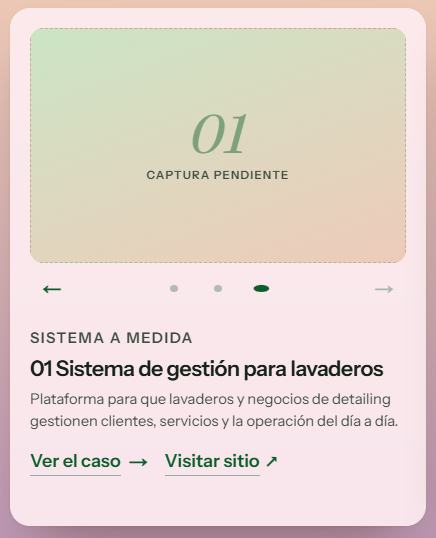 01
CAPTURA PENDIENTE
← →
SISTEMA A MEDIDA
01 Sistema de gestión para lavaderos
Plataforma para que lavaderos y negocios de detailing
gestionen clientes, servicios y la operación del día a día.
Ver el caso → Visitar sitio ↗